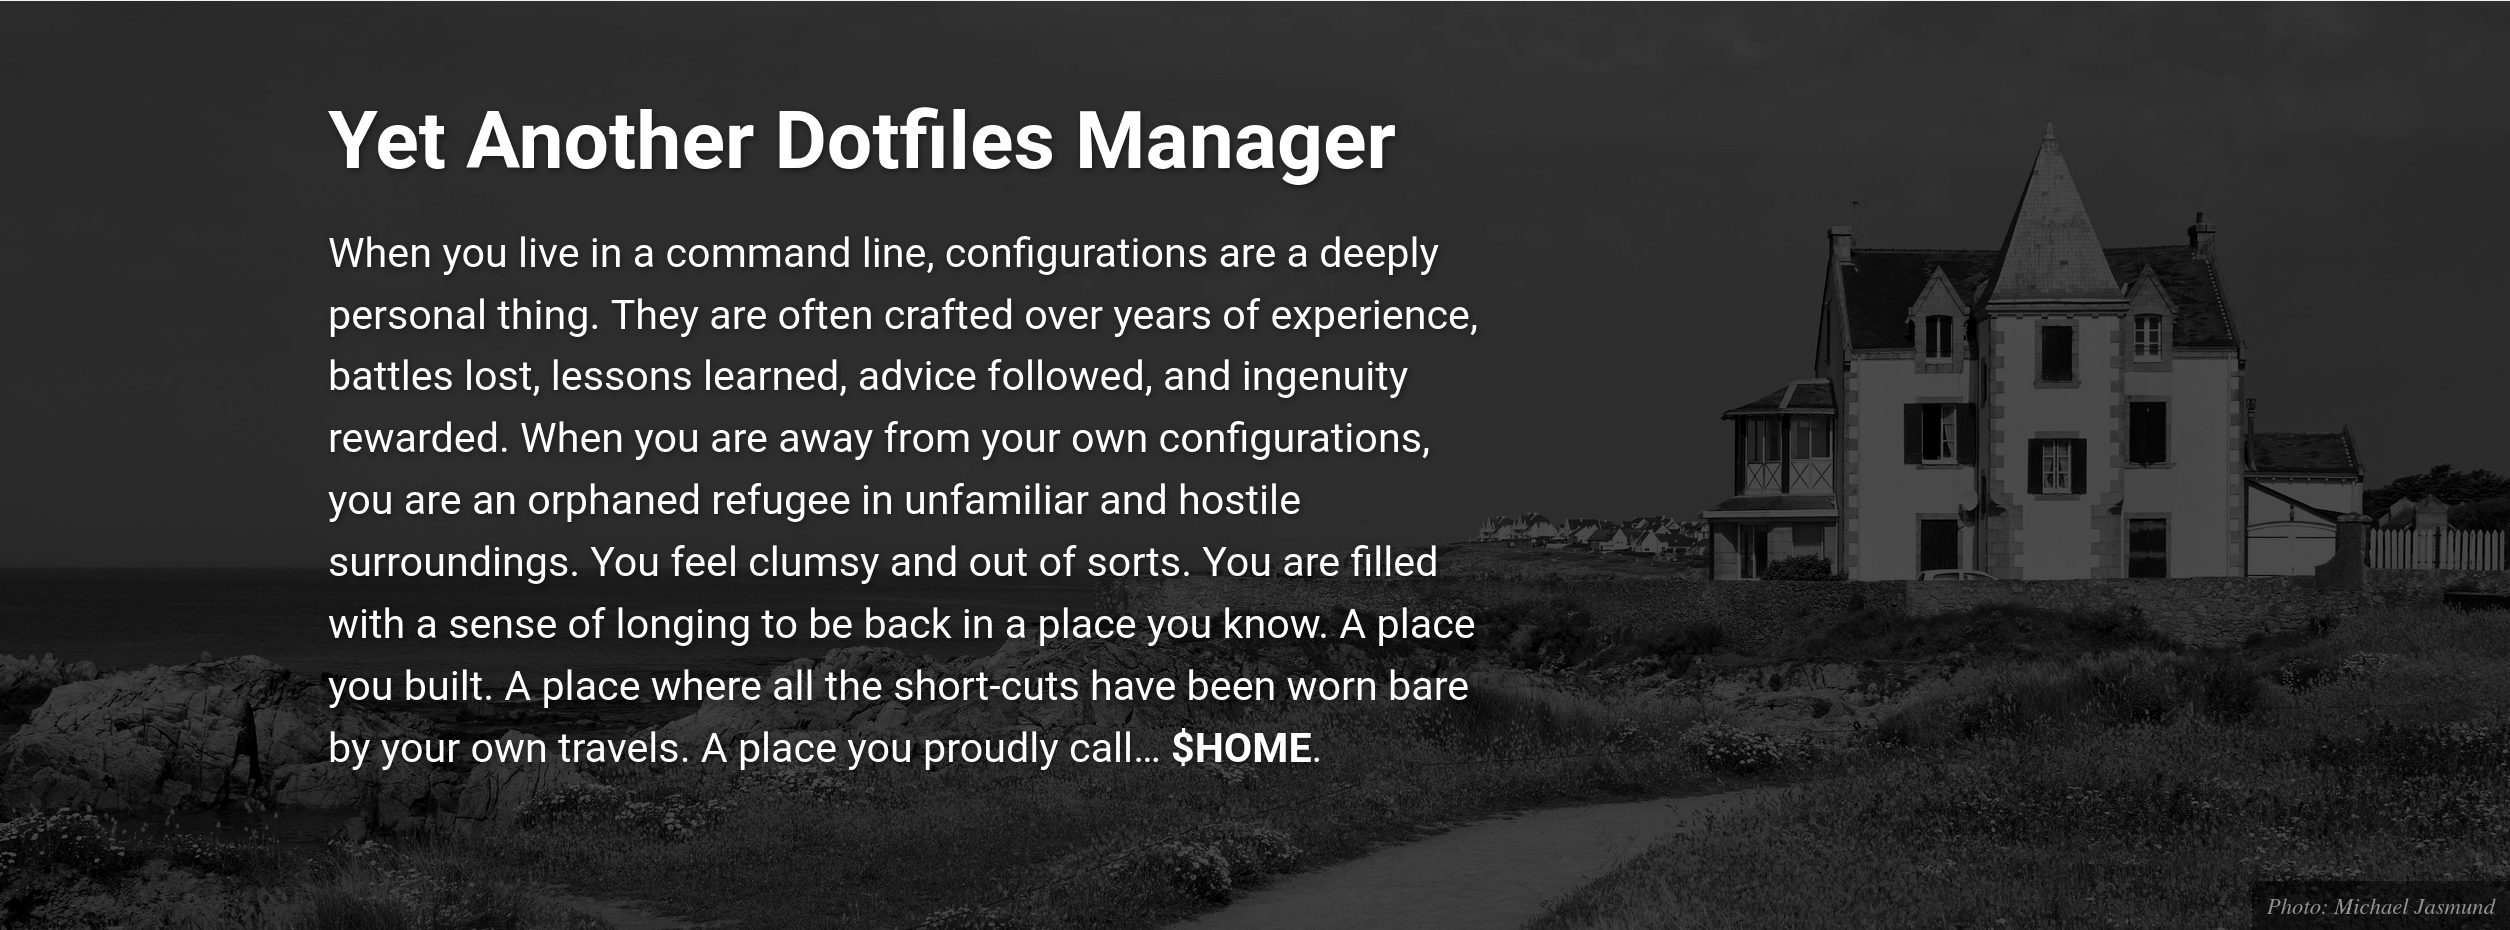 Yet Another Dotfiles Manager
When you live in a command line, configurations are a deeply
personal thing. They are often crafted over years of experience,
battles lost, lessons learned, advice followed, and ingenuity
rewarded. When you are away from your own configurations,
you are an orphaned refugee in unfamiliar and hostile
surroundings. You feel clumsy and out of sorts. You are filled
with a sense of longing to be back in a place you know. A place
you built. A place where all the short-cuts have been worn bare
by your own travels. A place you proudly call... $HOME.
Photo: Michael Jasmund